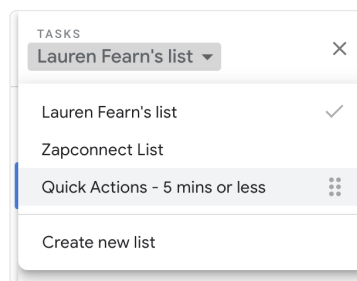 TASKS
Lauren Fearn's list
Lauren Fearn's list
Zapconnect List
Quick Actions - 5 mins or less
Create new list